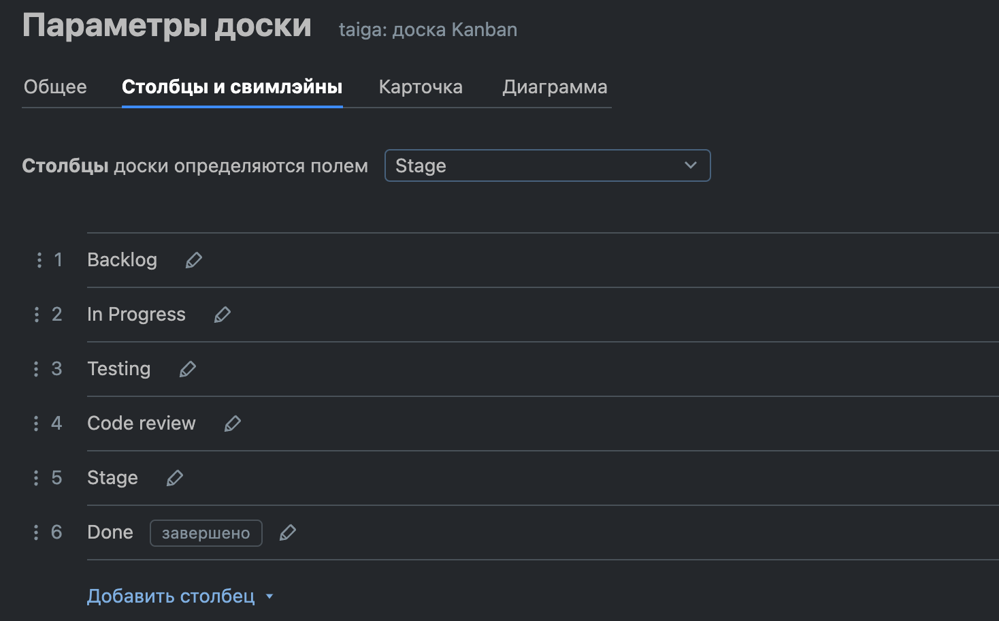 Параметры доски taiga: доска Kanban
Общее Столбцы и свимлэйны Карточка Диаграмма
Столбцы доски определяются полем Stage
1 Backlog
2 In Progress
3 Testing
4 Code review
5 Stage
6 Done завершено
Добавить столбец